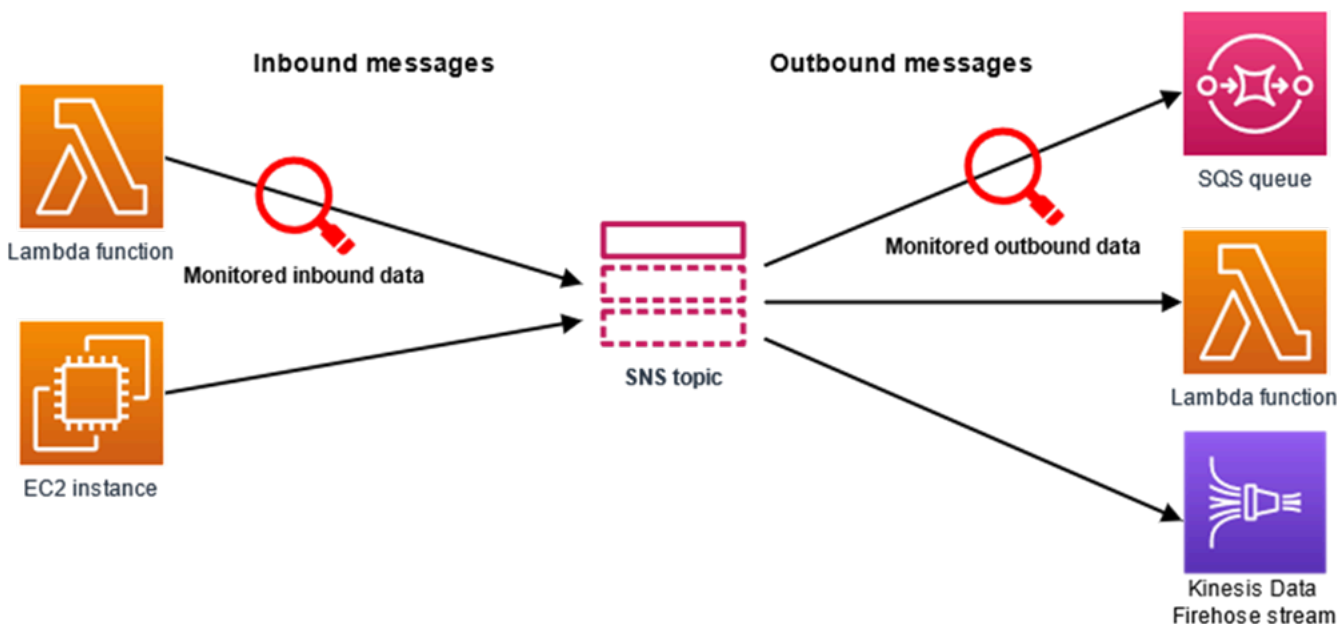 Inbound messages
Outbound messages
Lambda function
Monitored inbound data
EC2 instance
SNS topic
Monitored outbound data
SQS queue
Lambda function
Kinesis Data
Firehose stream